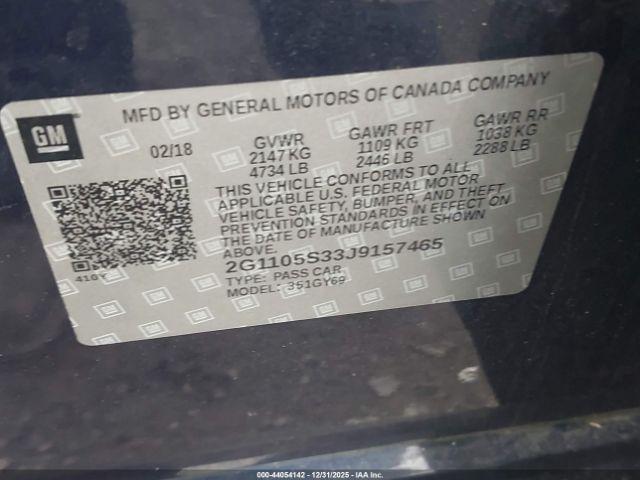 MFD BY GENERAL MOTORS OF CANADA COMPANY
GM
02/18
GVWR
2147 KG
4734 LB
GAWR FRT
1109 KG
2446 LB
GAWR RR
1038 KG
2288 LB
THIS VEHICLE CONFORMS TO ALL
APPLICABLE U.S. FEDERAL MOTOR
VEHICLE SAFETY, BUMPER, AND THEFT
PREVENTION STANDARDS IN EFFECT ON
THE DATE OF MANUFACTURE SHOWN
ABOVE.
2G1105S33J9157465
TYPE: PASS CAR
MODEL: 351GY69
000-44054142 - 12/31/2025 - IAA Inc.